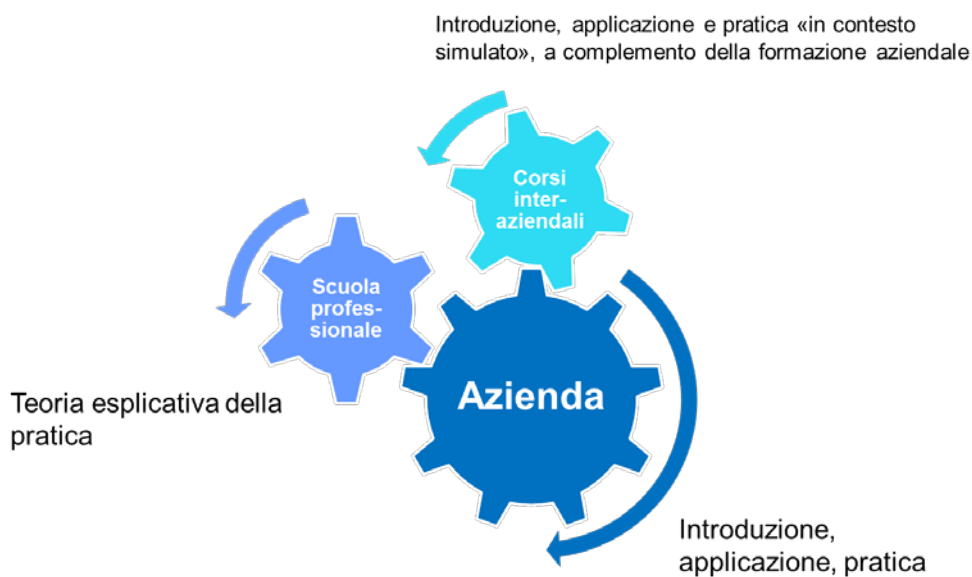 Introduzione, applicazione e pratica «in contesto
simulato», a complemento della formazione aziendale
Corsi
inter-
aziendali
Scuola
profes-
sionale
Azienda
Teoria esplicativa della
pratica
Introduzione,
applicazione, pratica